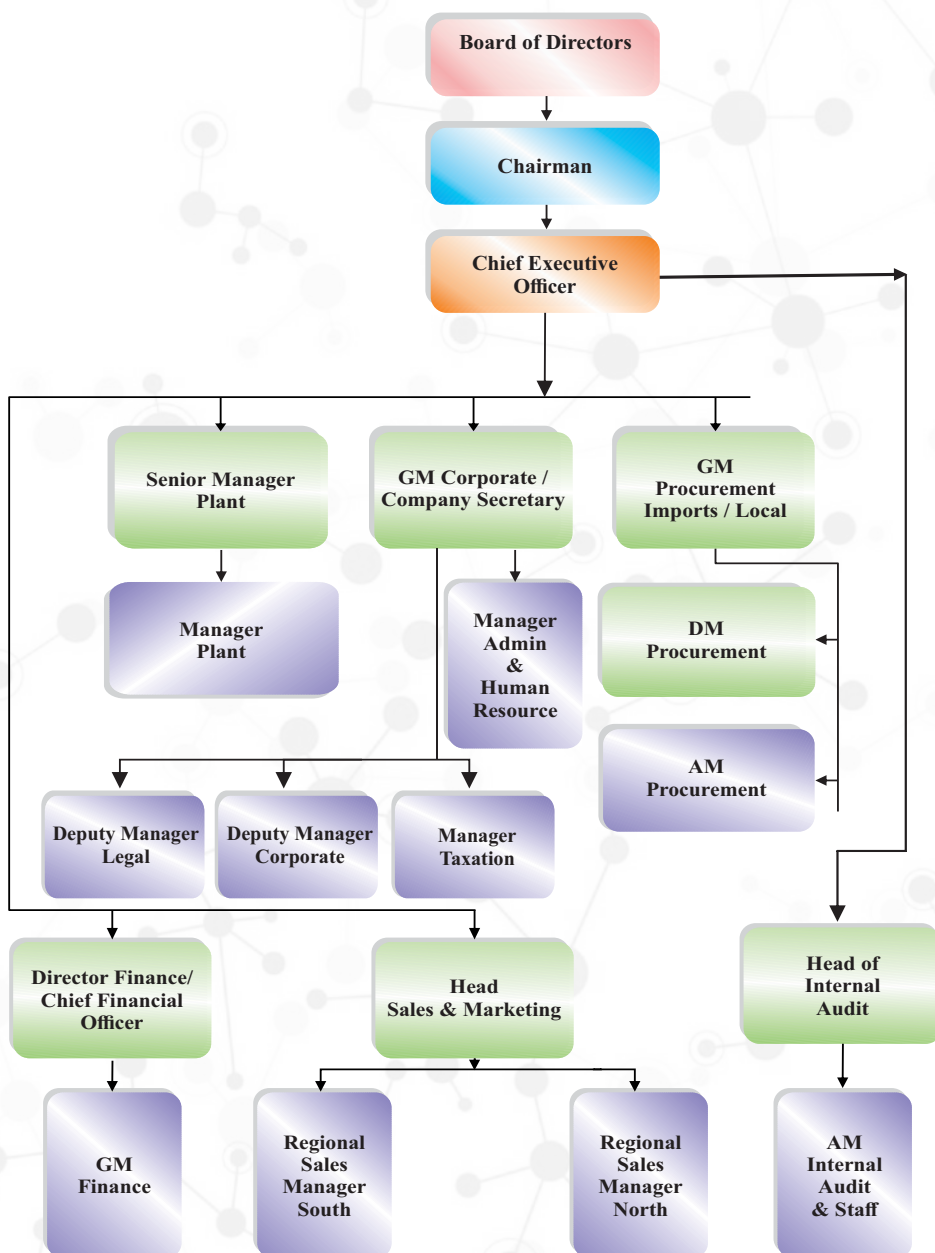 Board of Directors
Chairman
Chief Executive
Officer
Senior Manager
Plant
GM Corporate /
Company Secretary
GM
Procurement
Imports / Local
Manager
Plant
Manager
Admin
&
Human
Resource
DM
Procurement
AM
Procurement
Deputy Manager
Legal
Deputy Manager
Corporate
Manager
Taxation
Director Finance/
Chief Financial
Officer
Head
Sales & Marketing
Head of
Internal
Audit
GM
Finance
Regional
Sales
Manager
South
Regional
Sales
Manager
North
AM
Internal
Audit
& Staff